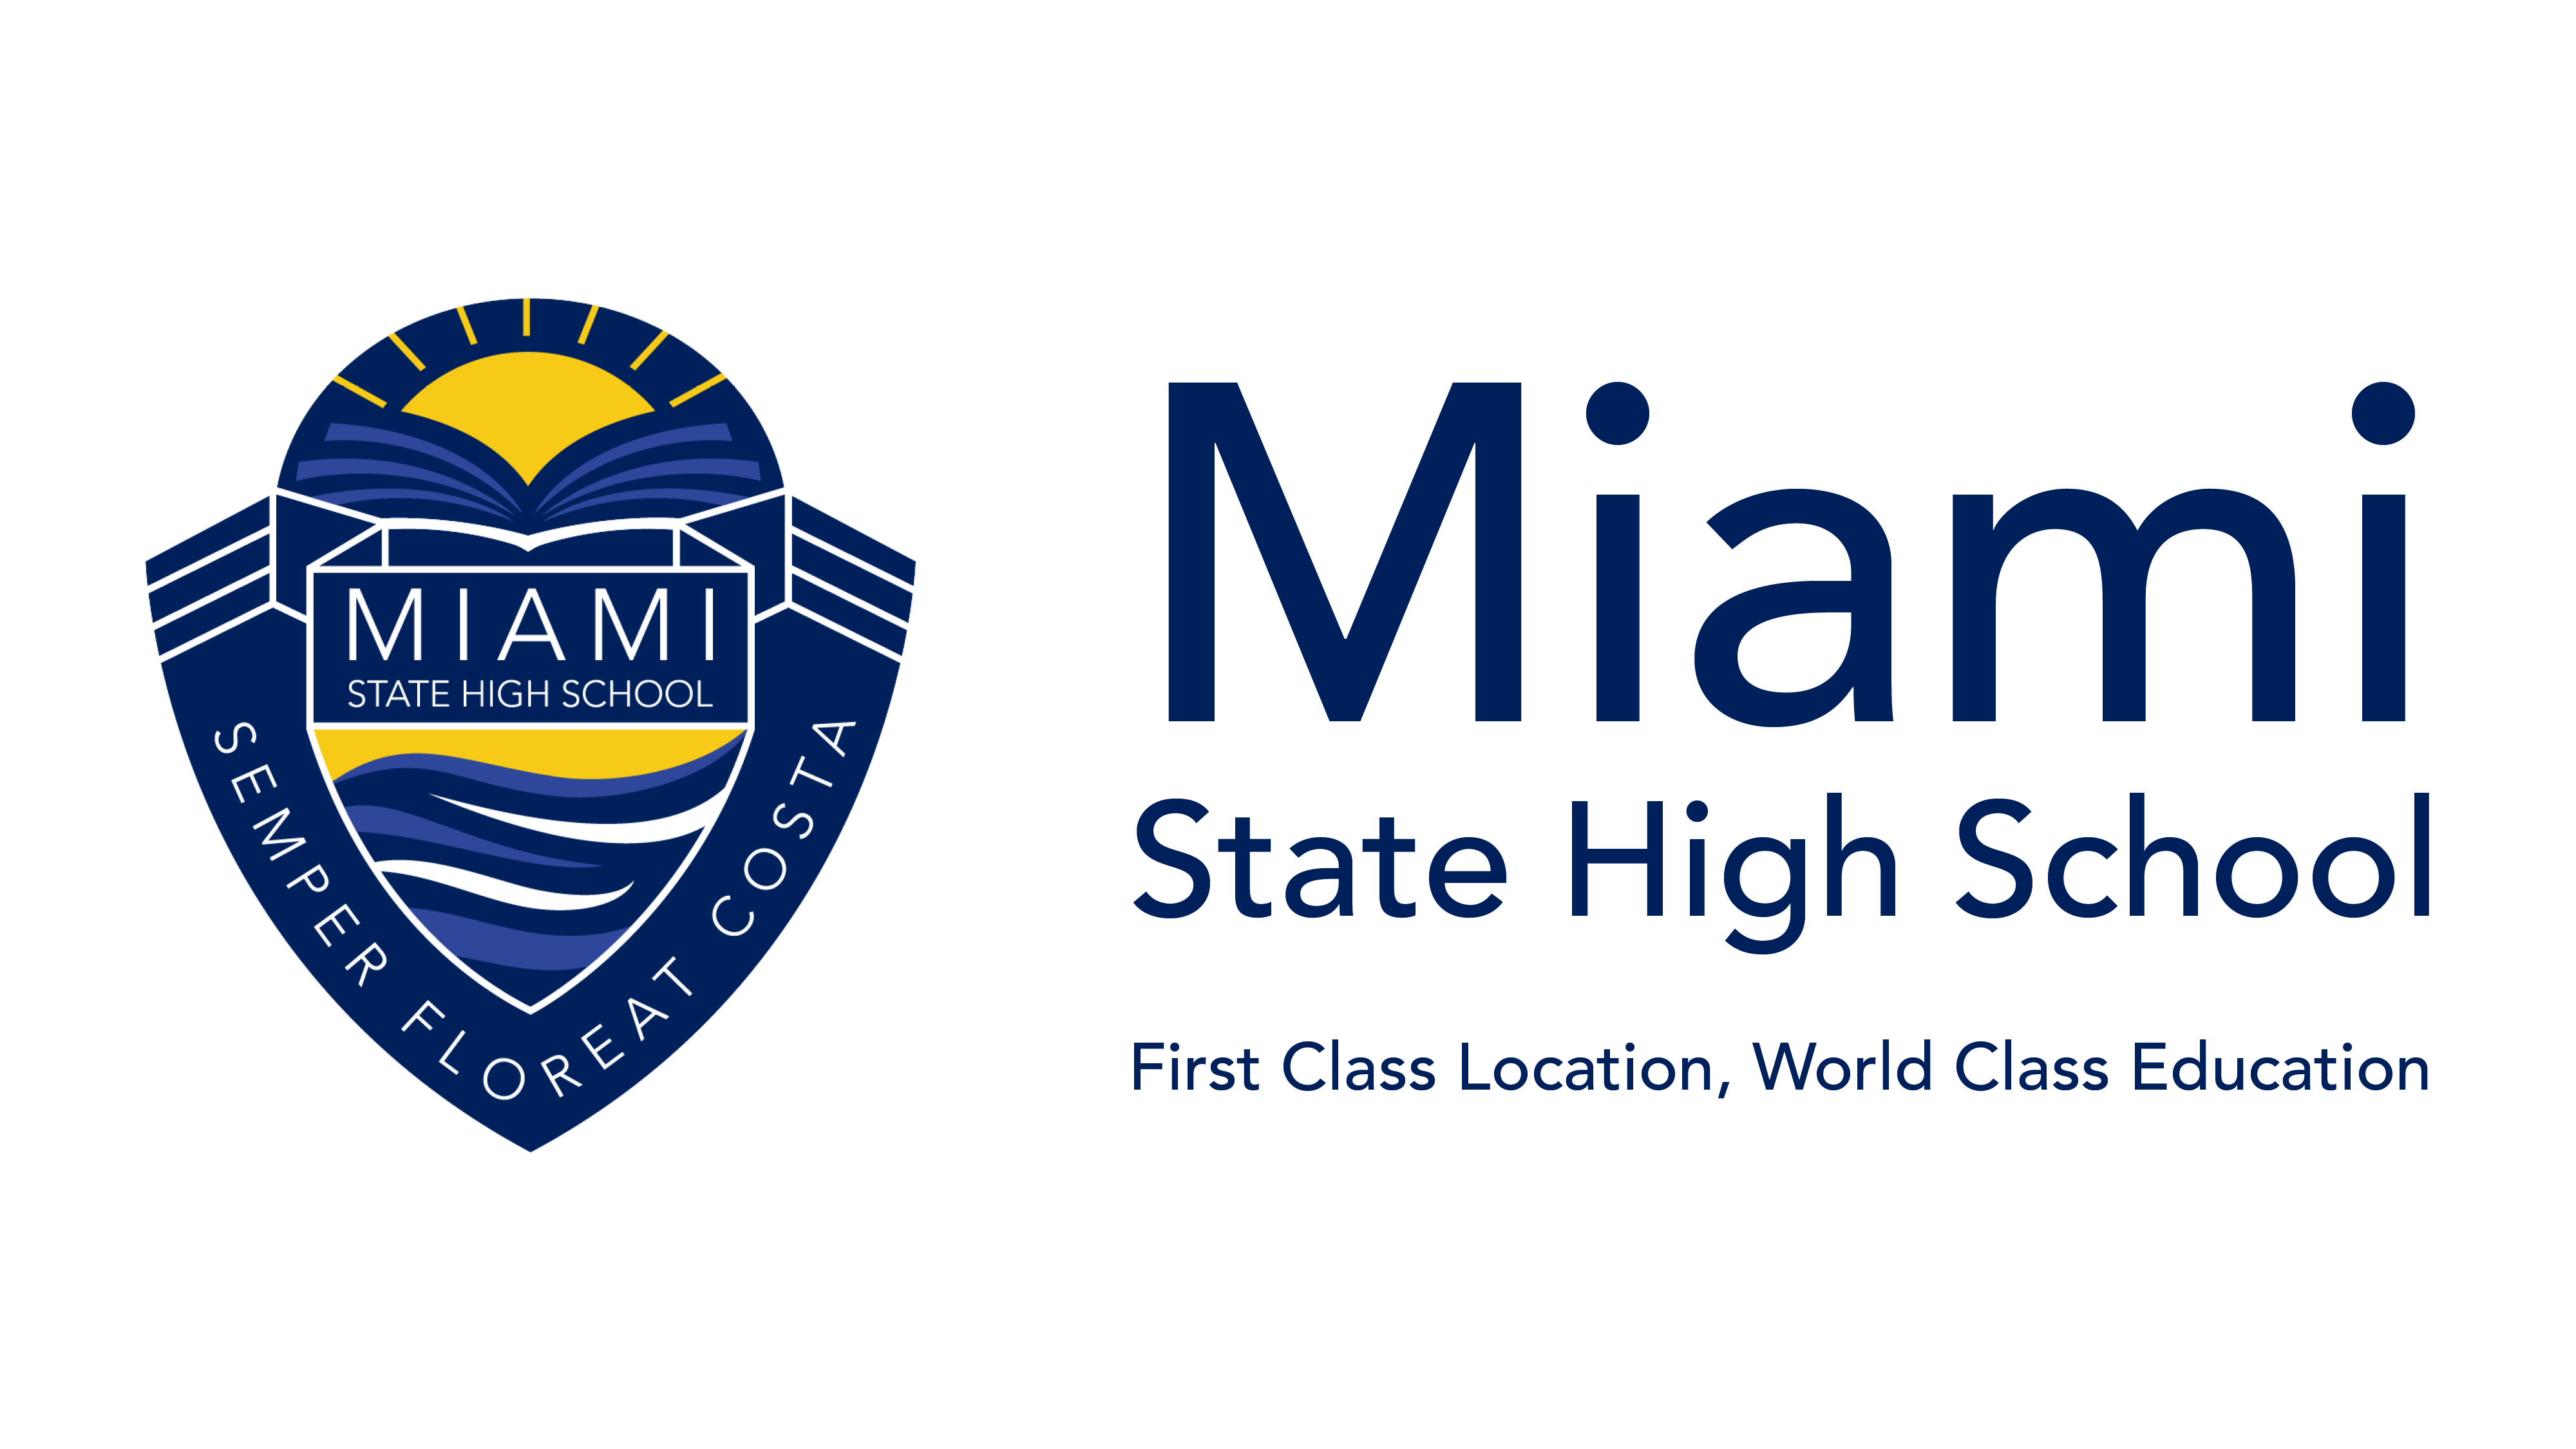 MIAMI
STATE HIGH SCHOOL
SEMPER FLOREAT COSTA
Miami
State High School
First Class Location, World Class Education